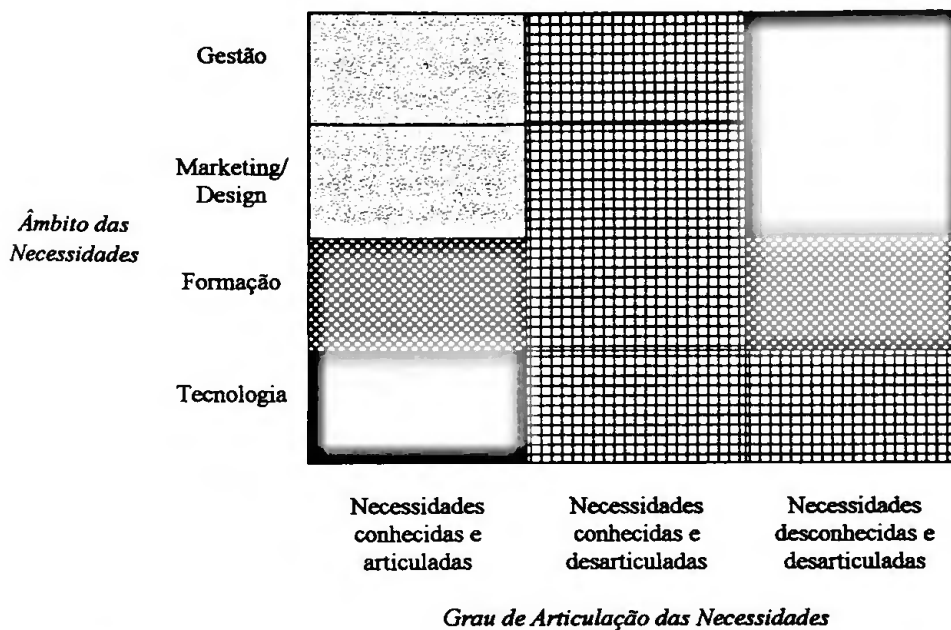 Gestão
Marketing/
Design
Âmbito das
Necessidades
Formação
Tecnologia
Necessidades
conhecidas e
articuladas
Necessidades
conhecidas e
desarticuladas
Necessidades
desconhecidas e
desarticuladas
Grau de Articulação das Necessidades